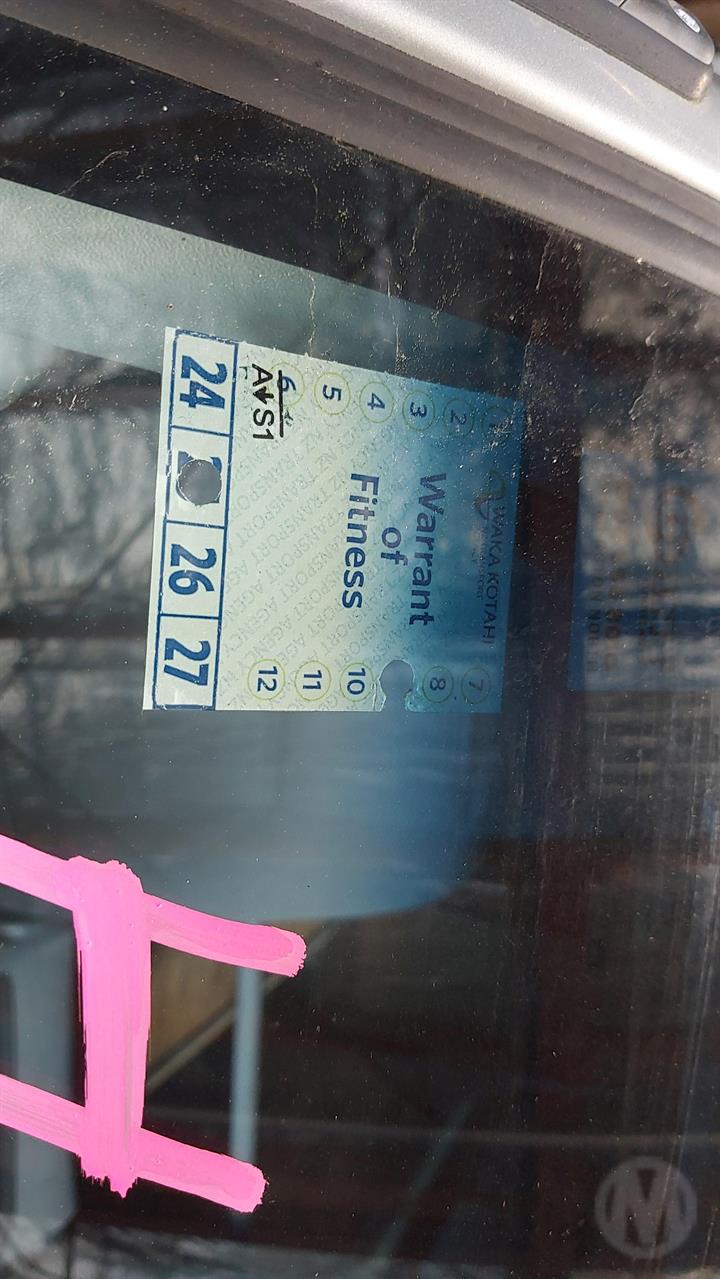 WAKA KOTAHI
Warrant
of
Fitness
1 7
2 8
3
4 10
5 11
6 12
A S1
24 26 27
M